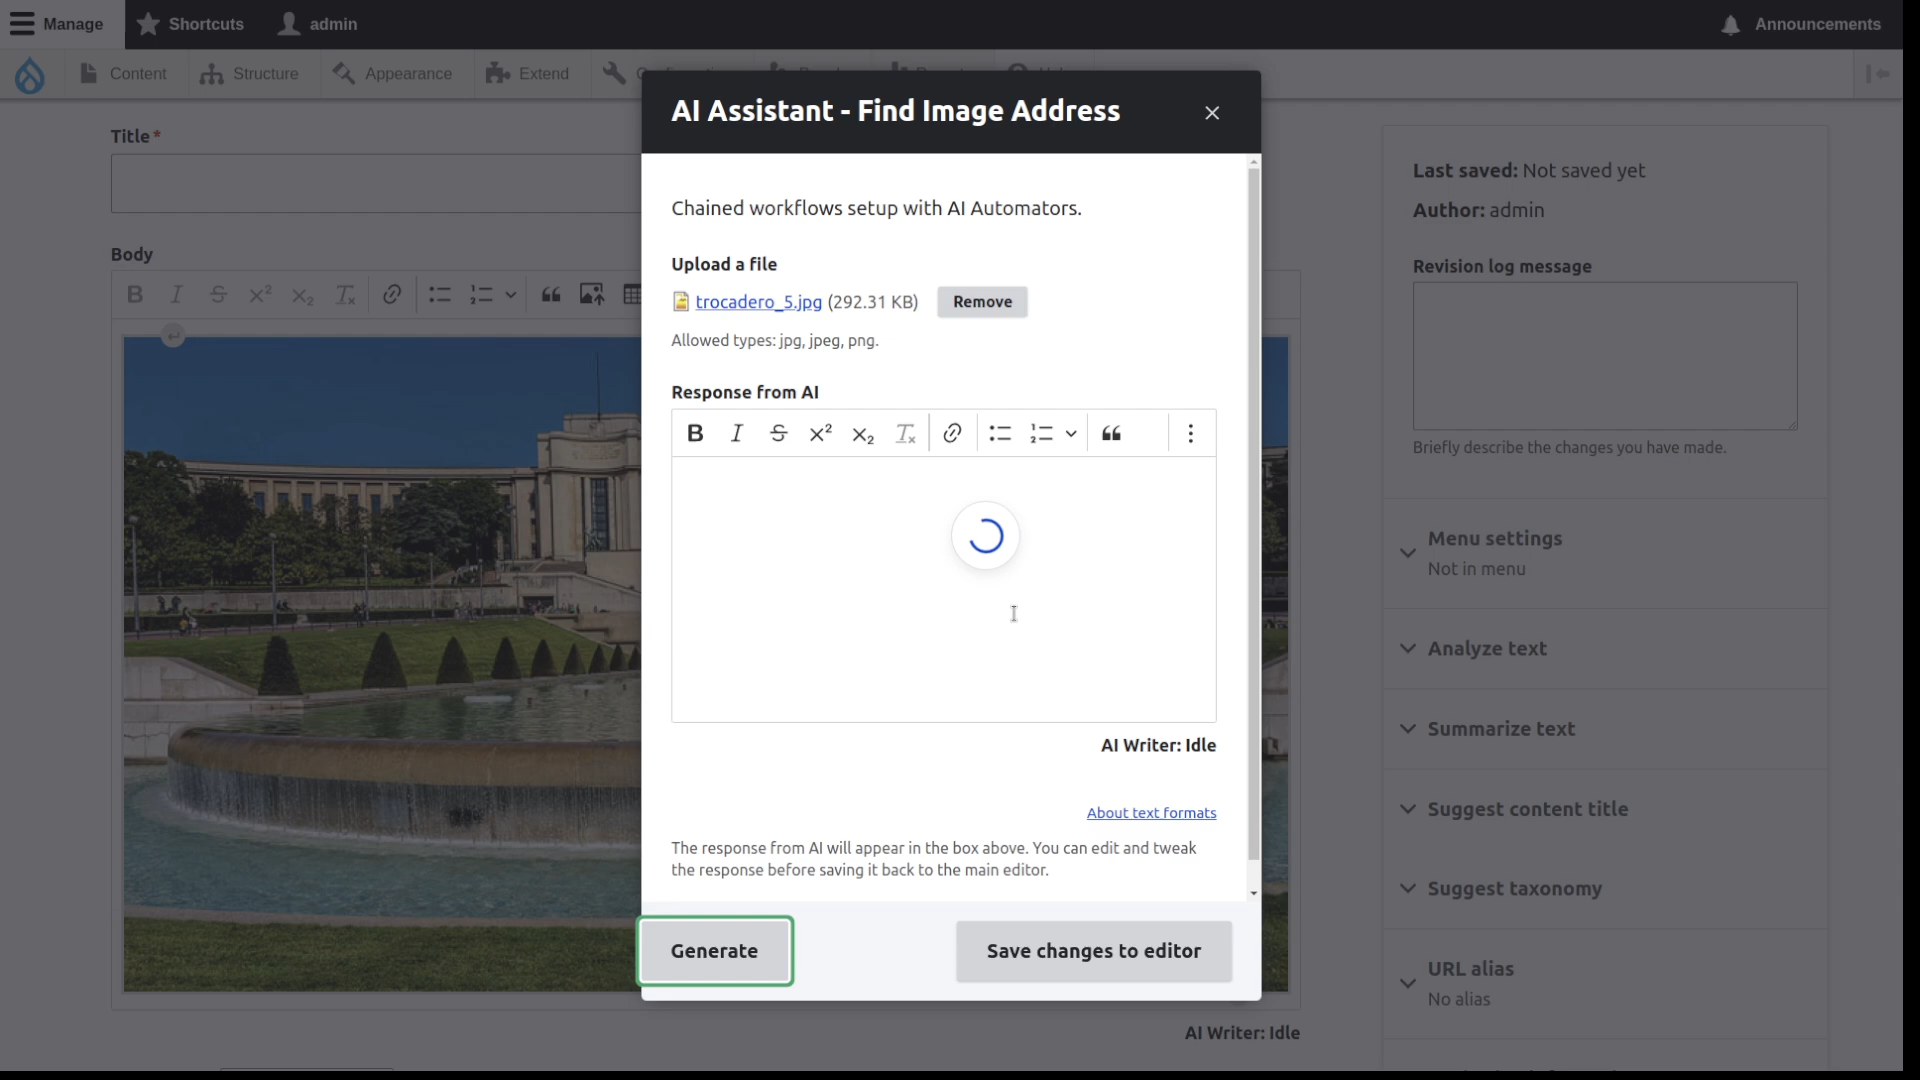 Manage
Shortcuts
admin
Announcements
Content
Structure
Appearance
Extend
AI Assistant - Find Image Address
Title*
Body
Chained workflows setup with AI Automators.
Upload a file
trocadero_5.jpg (292.31 KB)
Remove
Allowed types: jpg, jpeg, png.
Response from AI
AI Writer: Idle
About text formats
The response from AI will appear in the box above. You can edit and tweak
the response before saving it back to the main editor.
Generate
Save changes to editor
AI Writer: Idle
Last saved: Not saved yet
Author: admin
Revision log message
Briefly describe the changes you have made.
Menu settings
Not in menu
Analyze text
Summarize text
Suggest content title
Suggest taxonomy
URL alias
No alias